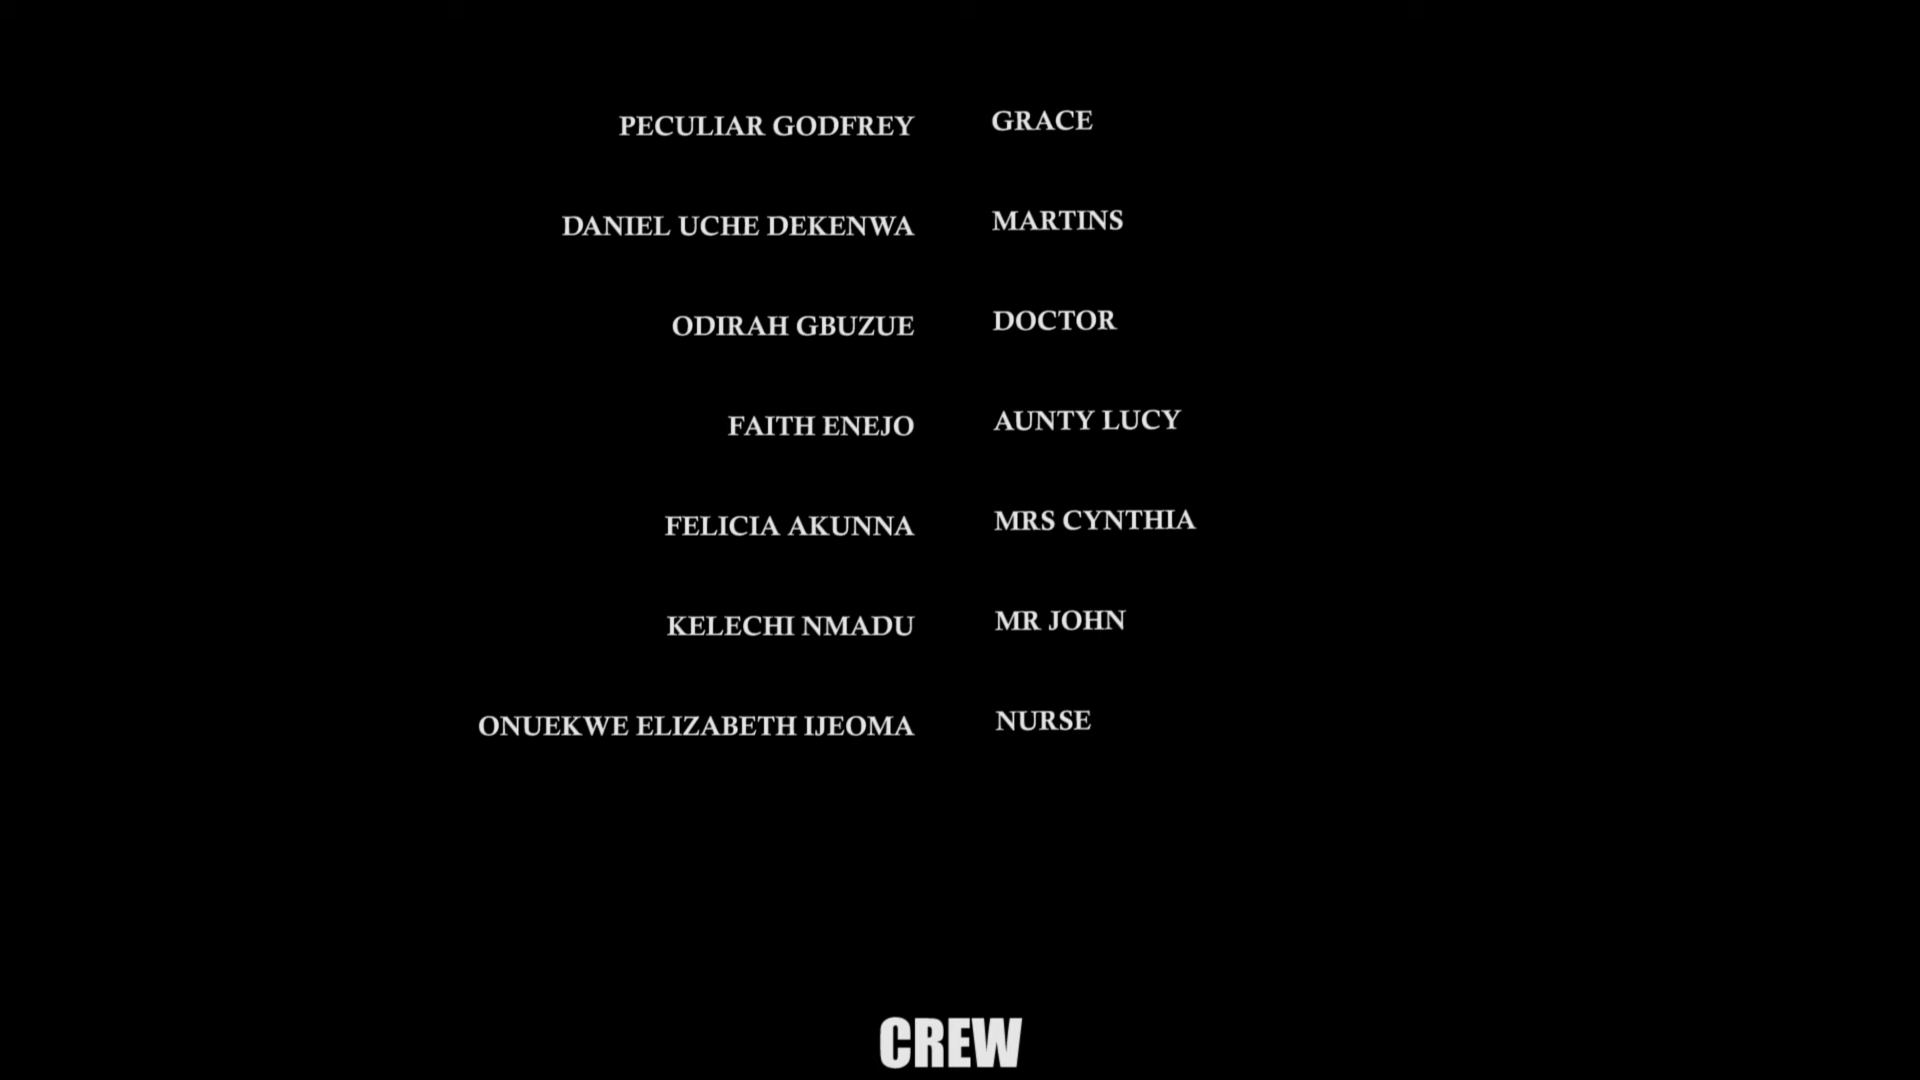 PECULIAR GODFREY GRACE
DANIEL UCHE DEKENWA MARTINS
ODIRAH GBUZUE DOCTOR
FAITH ENEJO AUNTY LUCY
FELICIA AKUNNA MRS CYNTHIA
KELECHI NMADU MR JOHN
ONUEKWE ELIZABETH IJEOMA NURSE
CREW